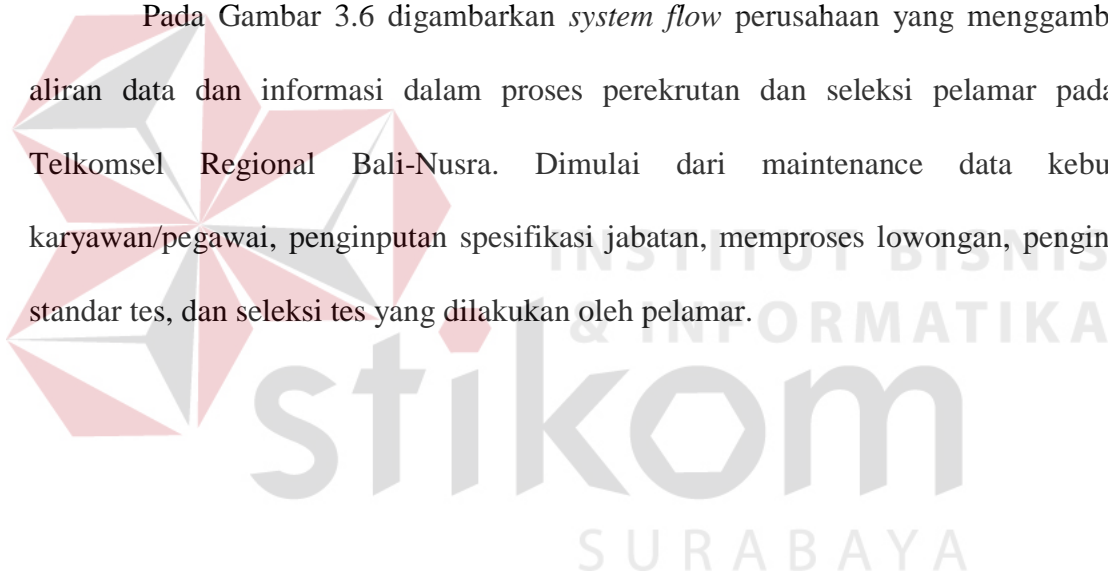 Pada Gambar 3.6 digambarkan system flow perusahaan yang menggamb
aliran data dan informasi dalam proses perekrutan dan seleksi pelamar pada
Telkomsel Regional Bali-Nusra. Dimulai dari maintenance data kebu
karyawan/pegawai, penginputan spesifikasi jabatan, memproses lowongan, pengin
standar tes, dan seleksi tes yang dilakukan oleh pelamar.
INSTITUT BISNIS
& INFORMATIKA
stikom
SURABAYA